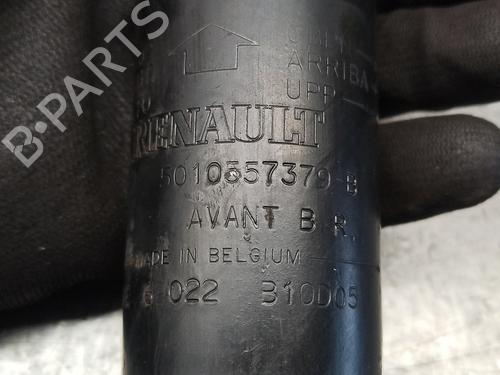 B-PARTS
ARRIBA
UPP
RENAULT
5010557379-B
AVANT B.R.
MADE IN BELGIUM
022 B10D05